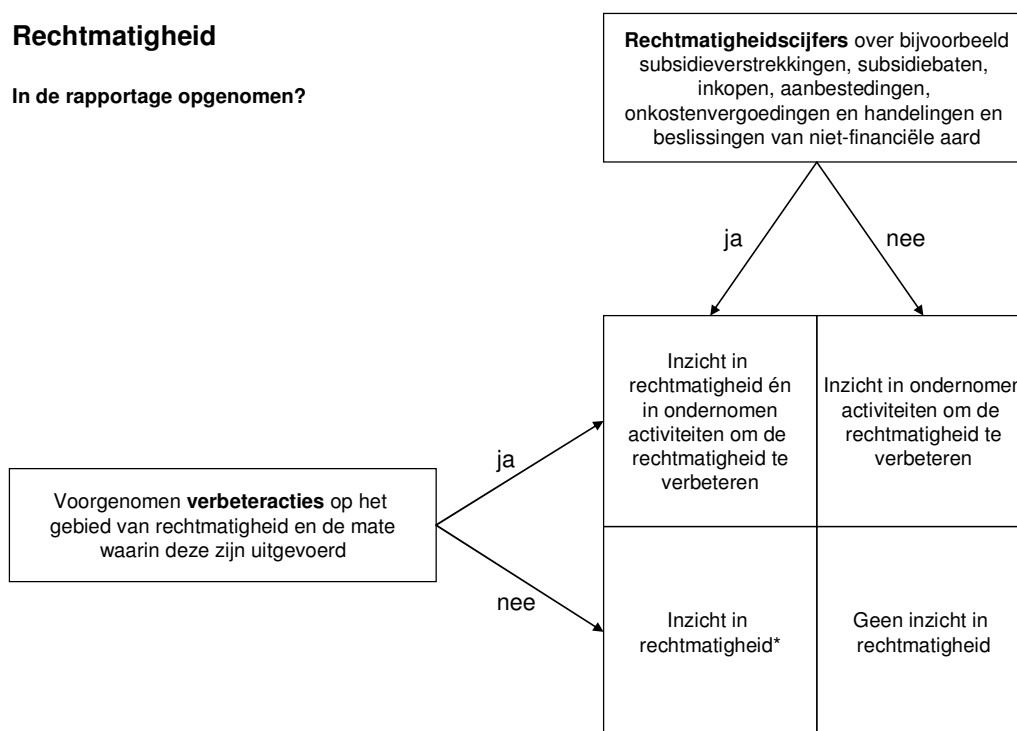 Rechtmatigheid
In de rapportage opgenomen?
Rechtmatigheidscijfers over bijvoorbeeld
subsidieverstrekkingen, subsidiebaten,
inkopen, aanbestedingen,
onkostenvergoedingen en handelingen en
beslissingen van niet-financiële aard
ja
nee
Inzicht in
rechtmatigheid én
in ondernomen
activiteiten om de
rechtmatigheid te
verbeteren
Inzicht in ondernomen
activiteiten om de
rechtmatigheid te
verbeteren
ja
Voorgenomen verbeteracties op het
gebied van rechtmatigheid en de mate
waarin deze zijn uitgevoerd
nee
Inzicht in
rechtmatigheid*
Geen inzicht in
rechtmatigheid